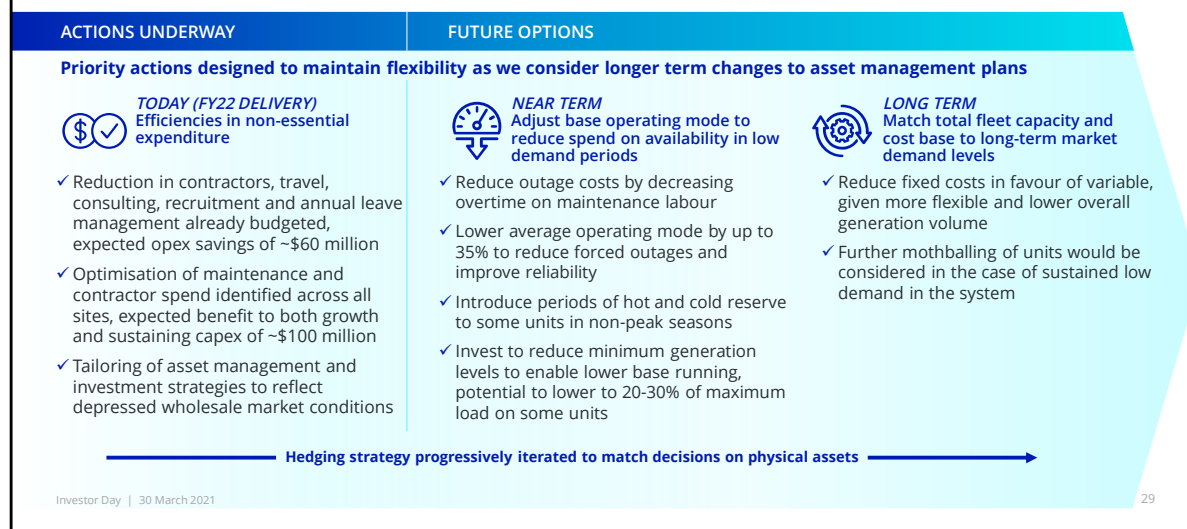 ACTIONS UNDERWAY
FUTURE OPTIONS
Priority actions designed to maintain flexibility as we consider longer term changes to asset management plans
TODAY (FY22 DELIVERY)
Efficiencies in non-essential
expenditure
✓ Reduction in contractors, travel,
consulting, recruitment and annual leave
management already budgeted,
expected opex savings of ~$60 million
✓ Optimisation of maintenance and
contractor spend identified across all
sites, expected benefit to both growth
and sustaining capex of ~$100 million
✓ Tailoring of asset management and
investment strategies to reflect
depressed wholesale market conditions
NEAR TERM
Adjust base operating mode to
reduce spend on availability in low
demand periods
✓ Reduce outage costs by decreasing
overtime on maintenance labour
✓ Lower average operating mode by up to
35% to reduce forced outages and
improve reliability
✓ Introduce periods of hot and cold reserve
to some units in non-peak seasons
✓ Invest to reduce minimum generation
levels to enable lower base running,
potential to lower to 20-30% of maximum
load on some units
LONG TERM
Match total fleet capacity and
cost base to long-term market
demand levels
✓ Reduce fixed costs in favour of variable,
given more flexible and lower overall
generation volume
✓ Further mothballing of units would be
considered in the case of sustained low
demand in the system
Hedging strategy progressively iterated to match decisions on physical assets
Investor Day | 30 March 2021
29